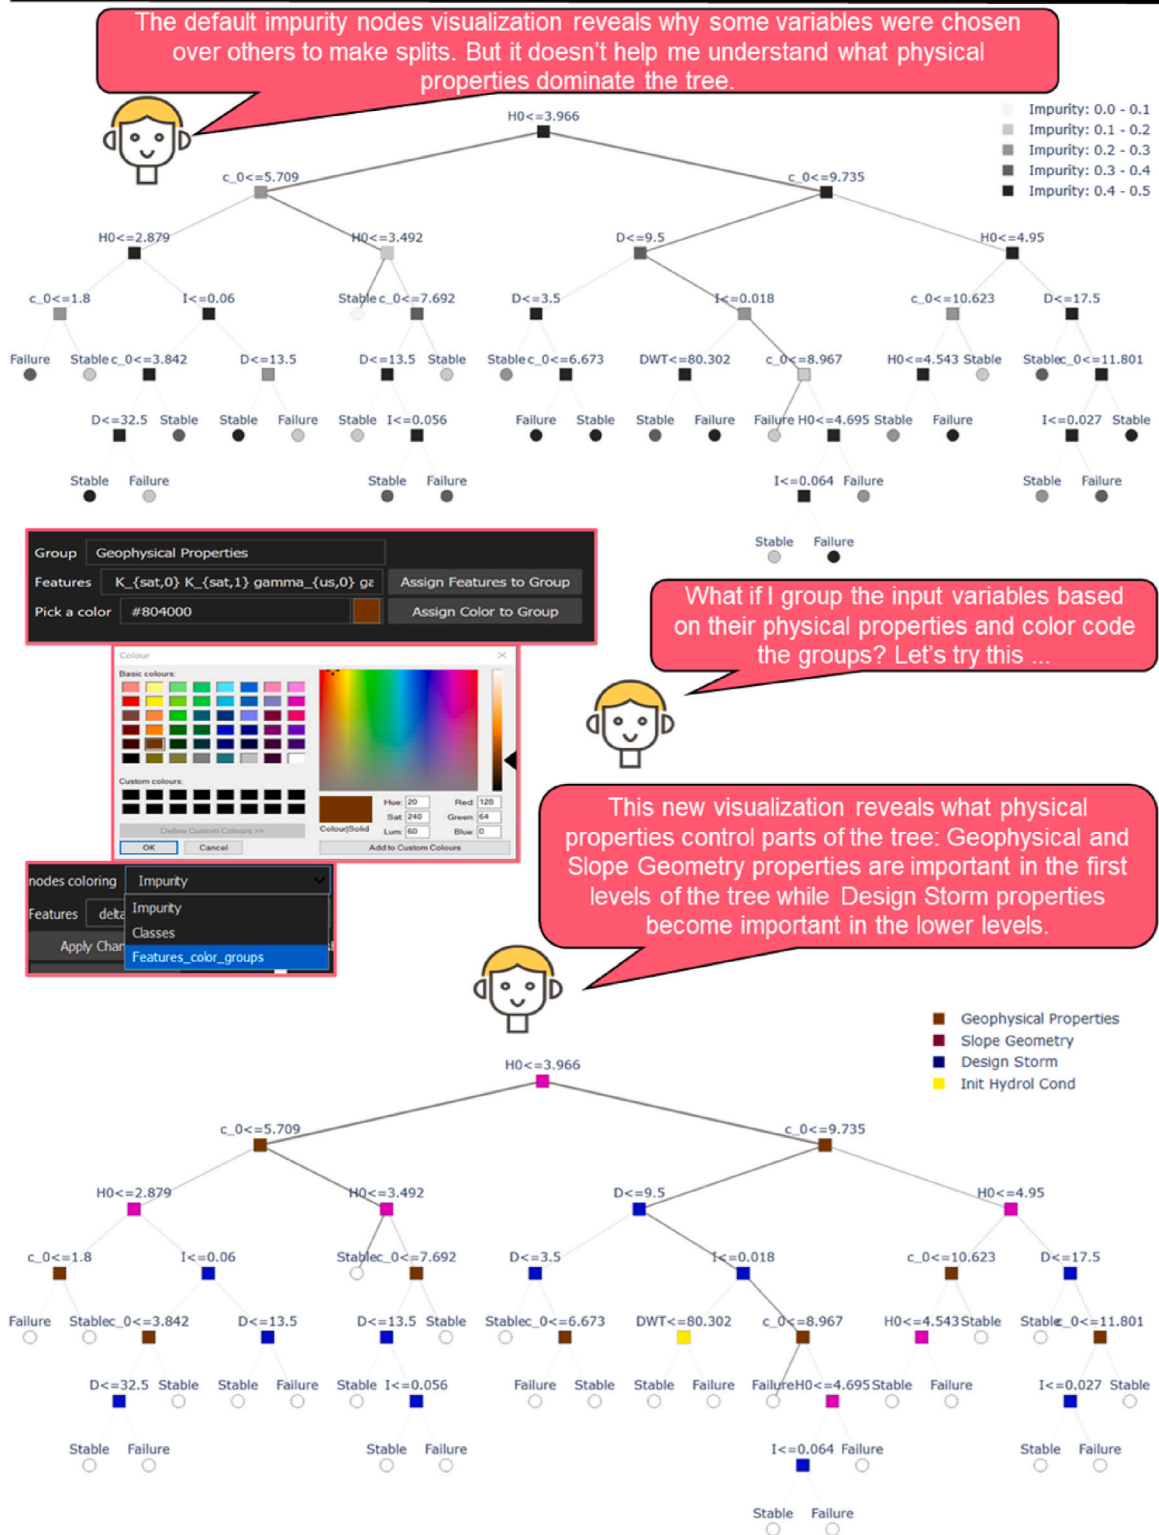 The default impurity nodes visualization reveals why some variables were chosen
over others to make splits. But it doesn't help me understand what physical
properties dominate the tree.
Impurity: 0.0 - 0.1
Impurity: 0.1 - 0.2
Impurity: 0.2 - 0.3
Impurity: 0.3 - 0.4
Impurity: 0.4 - 0.5
H0<=3.966
c_0<=5.709 c_0<=9.735
H0<=2.879 H0<=3.492 D<=9.5 H0<=4.95
c_0<=1.8 I<=0.06 Stable c_0<=7.692 D<=3.5 I<=0.018 c_0<=10.623 D<=17.5
Failure Stable c_0<=3.842 D<=13.5 D<=13.5 Stable Stable c_0<=6.673 DWT<=80.302 c_0<=8.967 H0<=4.543 Stable Stable c_0<=11.801
D<=32.5 Stable Stable Failure Stable I<=0.056 Failure Stable Stable Failure Failure H0<=4.695 Stable Failure I<=0.027 Stable
Stable Failure Stable Failure I<=0.064 Failure Stable Failure
Stable Failure
Group Geophysical Properties
Features K_{sat,0} K_{sat,1} gamma_{us,0} ga Assign Features to Group
Pick a color #804000 Assign Color to Group
What if I group the input variables based
on their physical properties and color code
the groups? Let's try this ...
Colour
Basic colours:
Custom colours:
Define Custom Colours >>
OK Cancel
Colour|Solid
Hue: 20 Red: 128
Sat: 240 Green: 64
Lum: 60 Blue: 0
Add to Custom Colours
This new visualization reveals what physical
properties control parts of the tree: Geophysical and
Slope Geometry properties are important in the first
levels of the tree while Design Storm properties
become important in the lower levels.
nodes coloring Impurity
Impurity
Features delta
Classes
Apply Chan
Features_color_groups
Geophysical Properties
Slope Geometry
Design Storm
Init Hydrol Cond
H0<=3.966
c_0<=5.709 c_0<=9.735
H0<=2.879 H0<=3.492 D<=9.5 H0<=4.95
c_0<=1.8 I<=0.06 Stable c_0<=7.692 D<=3.5 I<=0.018 c_0<=10.623 D<=17.5
Failure Stable c_0<=3.842 D<=13.5 D<=13.5 Stable Stable c_0<=6.673 DWT<=80.302 c_0<=8.967 H0<=4.543 Stable Stable c_0<=11.801
D<=32.5 Stable Stable Failure Stable I<=0.056 Failure Stable Stable Failure Failure H0<=4.695 Stable Failure I<=0.027 Stable
Stable Failure Stable Failure I<=0.064 Failure Stable Failure
Stable Failure